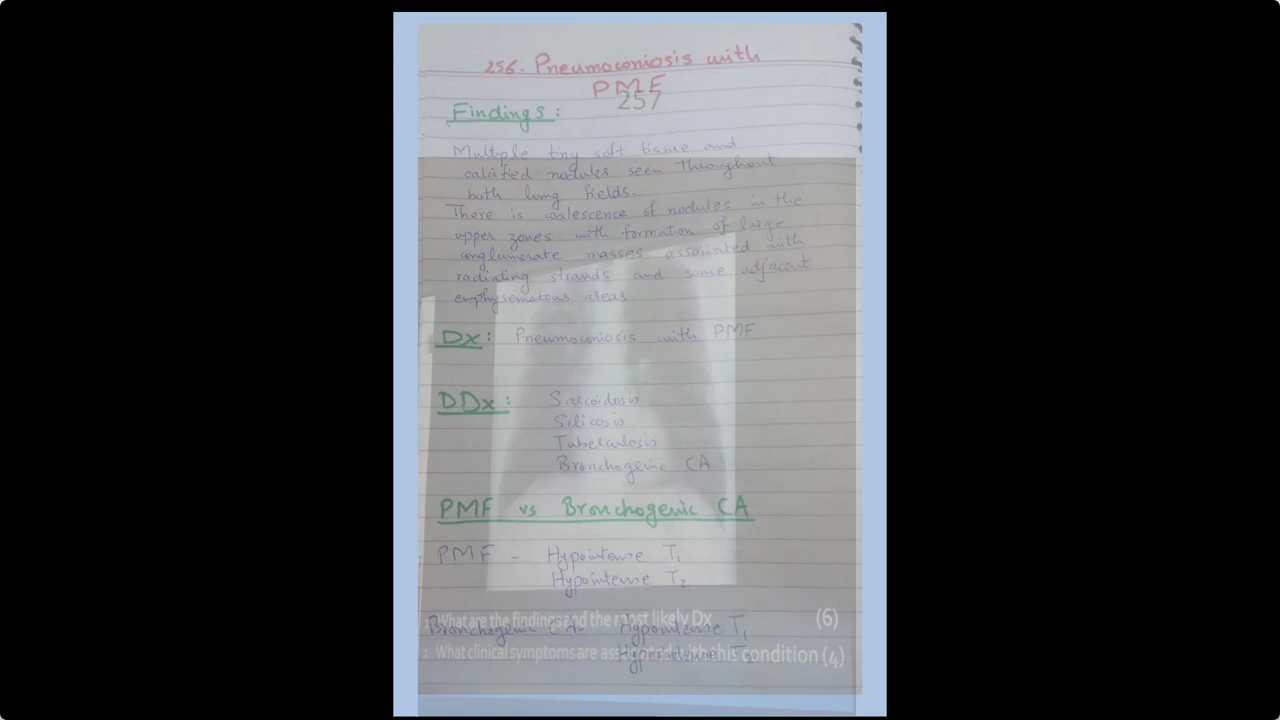 256. Pneumoconiosis with
PMF
257
Findings:
Multiple tiny soft tissue and
calcified nodules seen throughout
both lung fields.
There is coalescence of nodules in the
upper zones with formation of large
conglumerate masses associated with
radiating strands and some adjacent
emphysematous areas.
Dx: Pneumoconiosis with PMF
DDx: Sarcoidosis
Silicosis
Tuberculosis
Bronchogenic CA
PMF vs Bronchogenic CA
PMF - Hypointense T1
Hypointense T2
1. What are the findings and the most likely Dx (6)
Bronchogenic CA- Hypointense T1
2. What clinical symptoms are associated with this condition (4)
T2